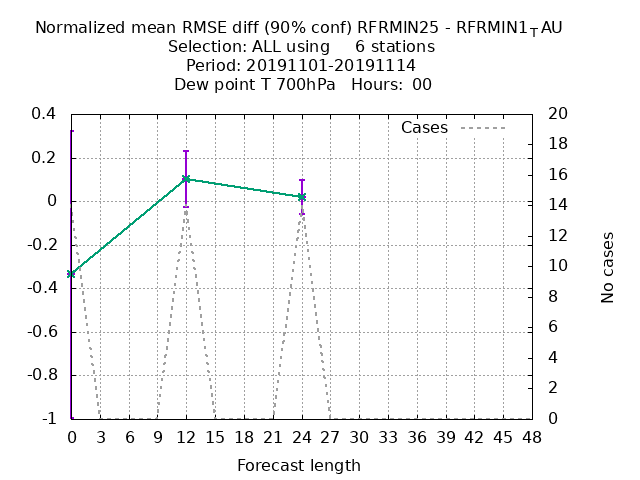 Normalized mean RMSE diff (90% conf) RFRMIN25 - RFRMIN1TAU
Selection: ALL using 6 stations
Period: 20191101-20191114
Dew point T 700hPa Hours: 00
Cases
0.4
0.2
0
-0.2
-0.4
-0.6
-0.8
-1
20
18
16
14
12
10
8
6
4
2
0
No cases
0 3 6 9 12 15 18 21 24 27 30 33 36 39 42 45 48
Forecast length